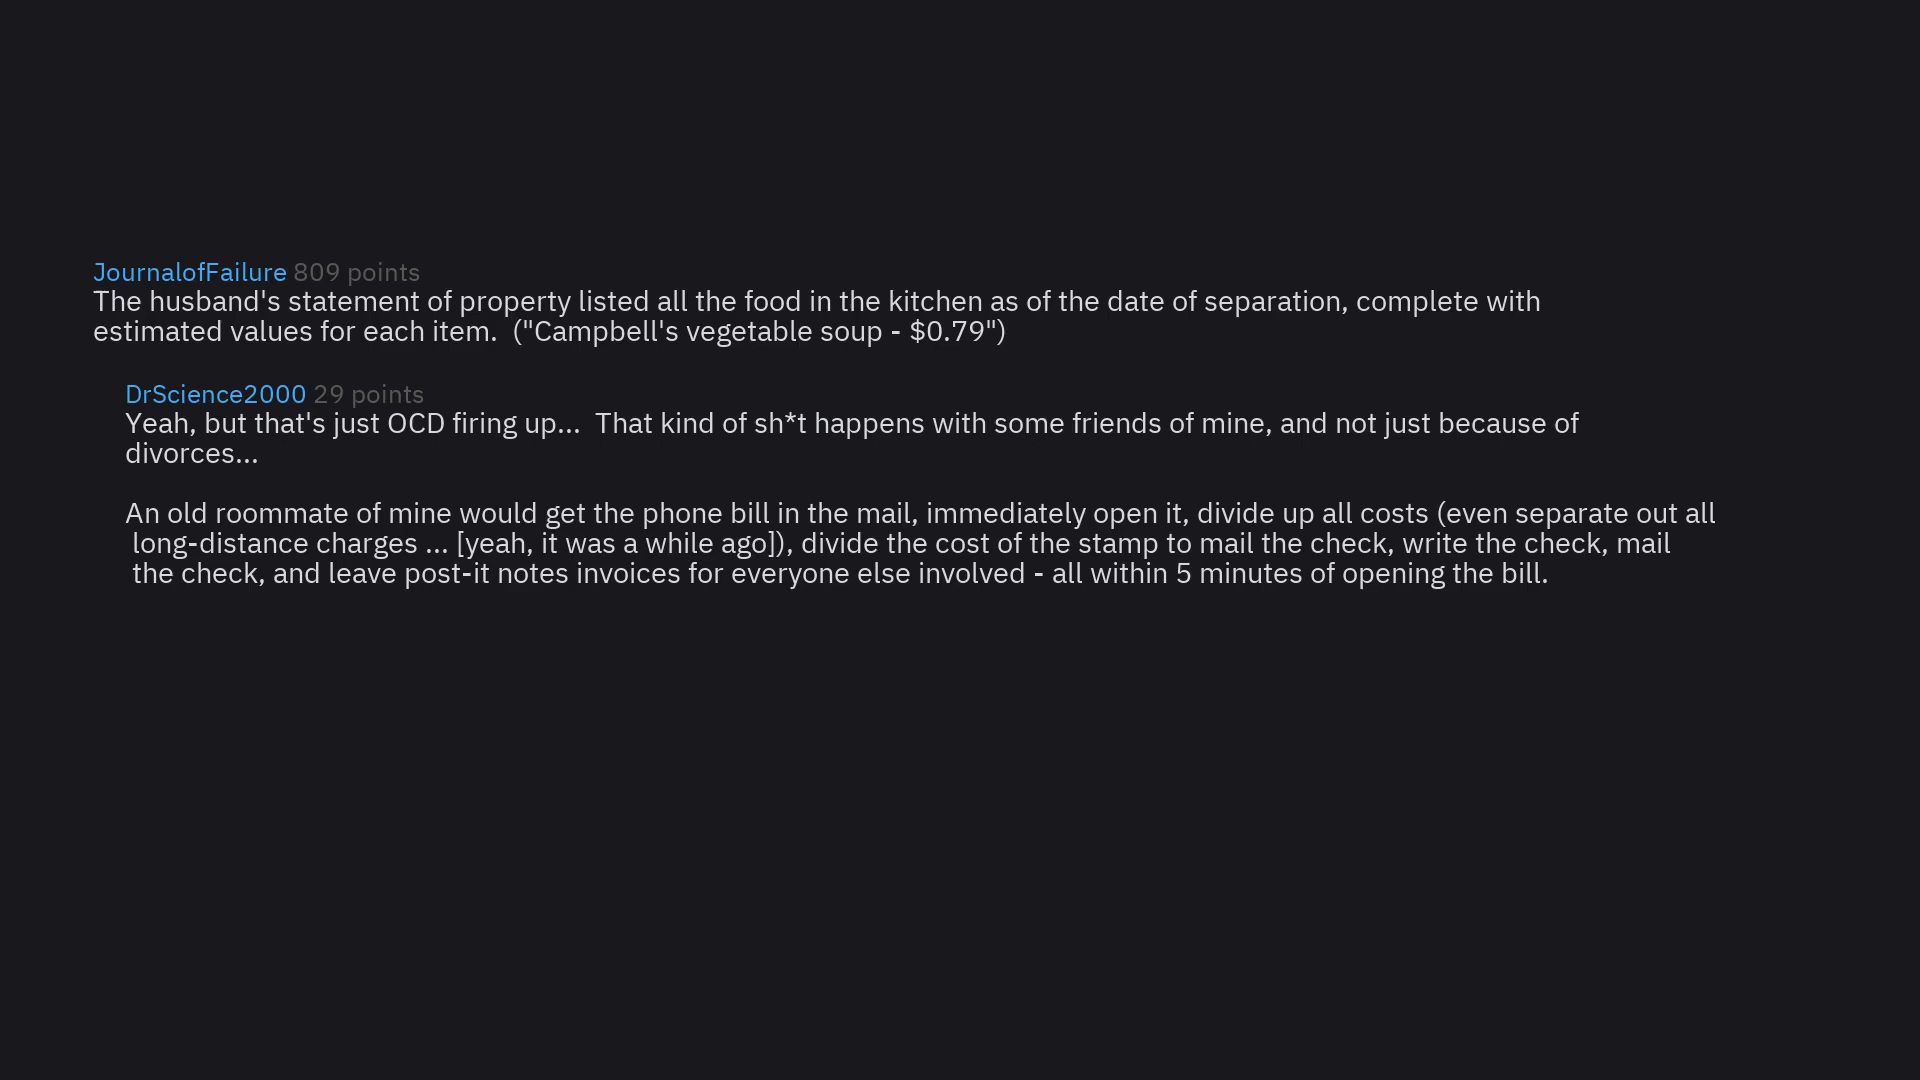 JournalofFailure 809 points
The husband's statement of property listed all the food in the kitchen as of the date of separation, complete with
estimated values for each item.  ("Campbell's vegetable soup - $0.79")
DrScience2000 29 points
Yeah, but that's just OCD firing up...  That kind of sh*t happens with some friends of mine, and not just because of
divorces...
An old roommate of mine would get the phone bill in the mail, immediately open it, divide up all costs (even separate out all
long-distance charges ... [yeah, it was a while ago]), divide the cost of the stamp to mail the check, write the check, mail
the check, and leave post-it notes invoices for everyone else involved - all within 5 minutes of opening the bill.